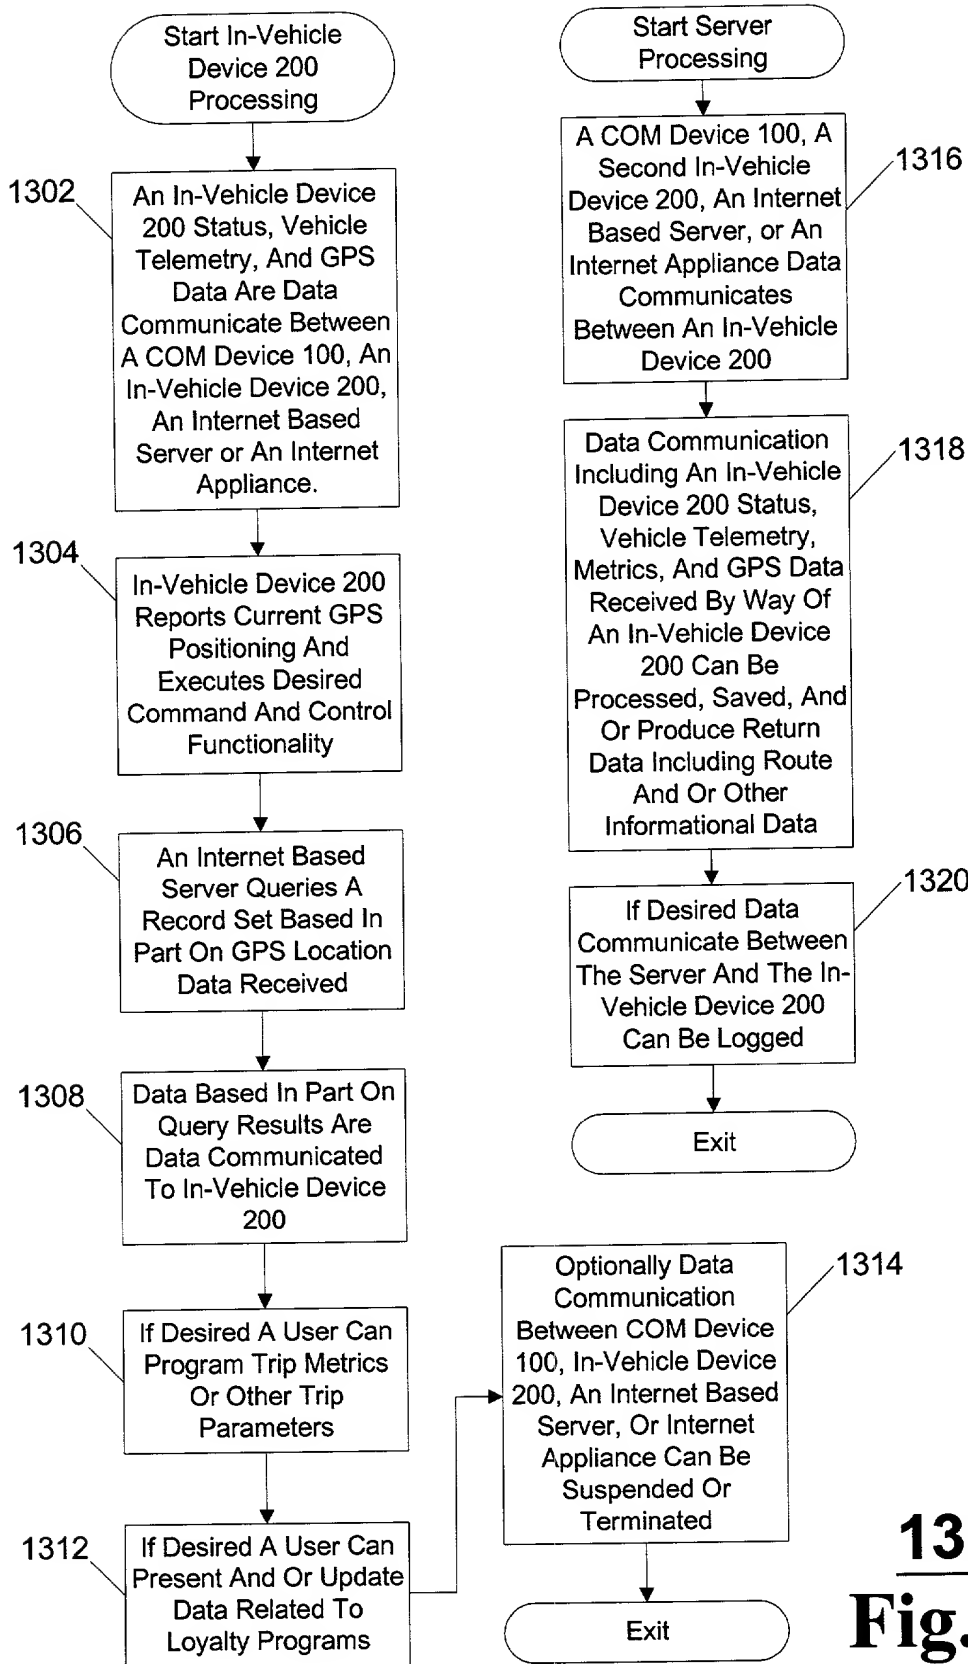 Start In-Vehicle
Device 200
Processing
1302
An In-Vehicle Device
200 Status, Vehicle
Telemetry, And GPS
Data Are Data
Communicate Between
A COM Device 100, An
In-Vehicle Device 200,
An Internet Based
Server or An Internet
Appliance.
1304
In-Vehicle Device 200
Reports Current GPS
Positioning And
Executes Desired
Command And Control
Functionality
1306
An Internet Based
Server Queries A
Record Set Based In
Part On GPS Location
Data Received
1308
Data Based In Part On
Query Results Are
Data Communicated
To In-Vehicle Device
200
1310
If Desired A User Can
Program Trip Metrics
Or Other Trip
Parameters
1312
If Desired A User Can
Present And Or Update
Data Related To
Loyalty Programs
Optionally Data
Communication
Between COM Device
100, In-Vehicle Device
200, An Internet Based
Server, Or Internet
Appliance Can Be
Suspended Or
Terminated
1314
Exit
Start Server
Processing
A COM Device 100, A
Second In-Vehicle
Device 200, An Internet
Based Server, or An
Internet Appliance Data
Communicates
Between An In-Vehicle
Device 200
1316
Data Communication
Including An In-Vehicle
Device 200 Status,
Vehicle Telemetry,
Metrics, And GPS Data
Received By Way Of
An In-Vehicle Device
200 Can Be
Processed, Saved, And
Or Produce Return
Data Including Route
And Or Other
Informational Data
1318
If Desired Data
Communicate Between
The Server And The In-
Vehicle Device 200
Can Be Logged
1320
Exit
13
Fig.